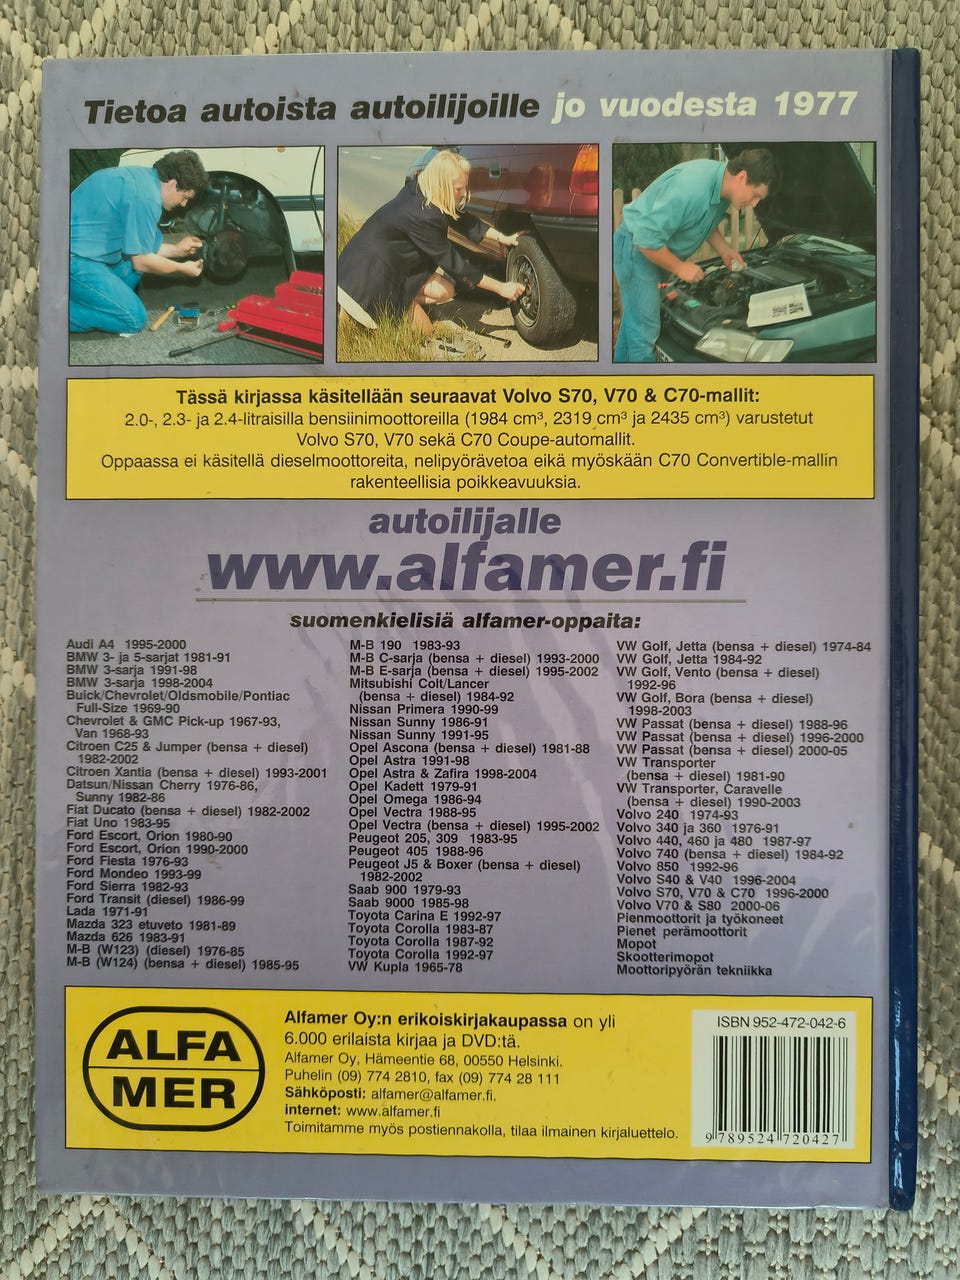 Tietoa autoista autoilijoille jo vuodesta 1977
Tässä kirjassa käsitellään seuraavat Volvo S70, V70 & C70-mallit:
2.0-, 2.3- ja 2.4-litraisilla bensiinimoottoreilla (1984 cm³, 2319 cm³ ja 2435 cm³) varustetut
Volvo S70, V70 sekä C70 Coupe-automallit.
Oppaassa ei käsitellä dieselmoottoreita, nelipyörävetoa eikä myöskään C70 Convertible-mallin
rakenteellisia poikkeavuuksia.
autoilijalle
www.alfamer.fi
suomenkielisiä alfamer-oppaita:
Audi A4 1995-2000
BMW 3- ja 5-sarjat 1981-91
BMW 3-sarja 1991-98
BMW 3-sarja 1998-2004
Buick/Chevrolet/Oldsmobile/Pontiac
Full-Size 1969-90
Chevrolet & GMC Pick-up 1967-93,
Van 1968-93
Citroen C25 & Jumper (bensa + diesel)
1982-2002
Citroen Xantia (bensa + diesel) 1993-2001
Datsun/Nissan Cherry 1976-86,
Sunny 1982-86
Fiat Ducato (bensa + diesel) 1982-2002
Fiat Uno 1983-95
Ford Escort, Orion 1980-90
Ford Escort, Orion 1990-2000
Ford Fiesta 1976-93
Ford Mondeo 1993-99
Ford Sierra 1982-93
Ford Transit (diesel) 1986-99
Lada 1971-91
Mazda 323 etuveto 1981-89
Mazda 626 1983-91
M-B (W123) (diesel) 1976-85
M-B (W124) (bensa + diesel) 1985-95
M-B 190 1983-93
M-B C-sarja (bensa + diesel) 1993-2000
M-B E-sarja (bensa + diesel) 1995-2002
Mitsubishi Colt/Lancer
(bensa + diesel) 1984-92
Nissan Primera 1990-99
Nissan Sunny 1986-91
Nissan Sunny 1991-95
Opel Ascona (bensa + diesel) 1981-88
Opel Astra 1991-98
Opel Astra & Zafira 1998-2004
Opel Kadett 1979-91
Opel Omega 1986-94
Opel Vectra 1988-95
Opel Vectra (bensa + diesel) 1995-2002
Peugeot 205, 309 1983-95
Peugeot 405 1988-96
Peugeot J5 & Boxer (bensa + diesel)
1982-2002
Saab 900 1979-93
Saab 9000 1985-98
Toyota Carina E 1992-97
Toyota Corolla 1983-87
Toyota Corolla 1987-92
Toyota Corolla 1992-97
VW Kupla 1965-78
VW Golf, Jetta (bensa + diesel) 1974-84
VW Golf, Jetta 1984-92
VW Golf, Vento (bensa + diesel)
1992-96
VW Golf, Bora (bensa + diesel)
1998-2003
VW Passat (bensa + diesel) 1988-96
VW Passat (bensa + diesel) 1996-2000
VW Passat (bensa + diesel) 2000-05
VW Transporter
(bensa + diesel) 1981-90
VW Transporter, Caravelle
(bensa + diesel) 1990-2003
Volvo 240 1974-93
Volvo 340 ja 360 1976-91
Volvo 440, 460 ja 480 1987-97
Volvo 740 (bensa + diesel) 1984-92
Volvo 850 1992-96
Volvo S40 & V40 1996-2004
Volvo S70, V70 & C70 1996-2000
Volvo V70 & S80 2000-06
Pienmoottorit ja työkoneet
Pienet perämoottorit
Mopot
Skootterimopot
Moottoripyörän tekniikka
ALFA
MER
Alfamer Oy:n erikoiskirjakaupassa on yli
6.000 erilaista kirjaa ja DVD:tä.
Alfamer Oy, Hämeentie 68, 00550 Helsinki.
Puhelin (09) 774 2810, fax (09) 774 28 111
Sähköposti: alfamer@alfamer.fi.
internet: www.alfamer.fi
Toimitamme myös postiennakolla, tilaa ilmainen kirjaluettelo.
ISBN 952-472-042-6
9 789524 720427